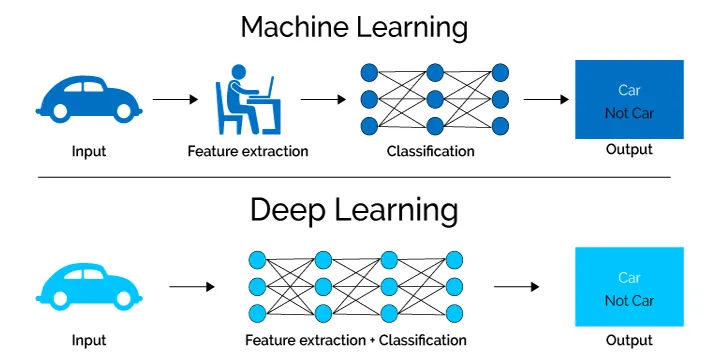 Machine Learning
Car
Not Car
Input
Feature extraction
Classification
Output
Deep Learning
Car
Not Car
Input
Feature extraction + Classification
Output